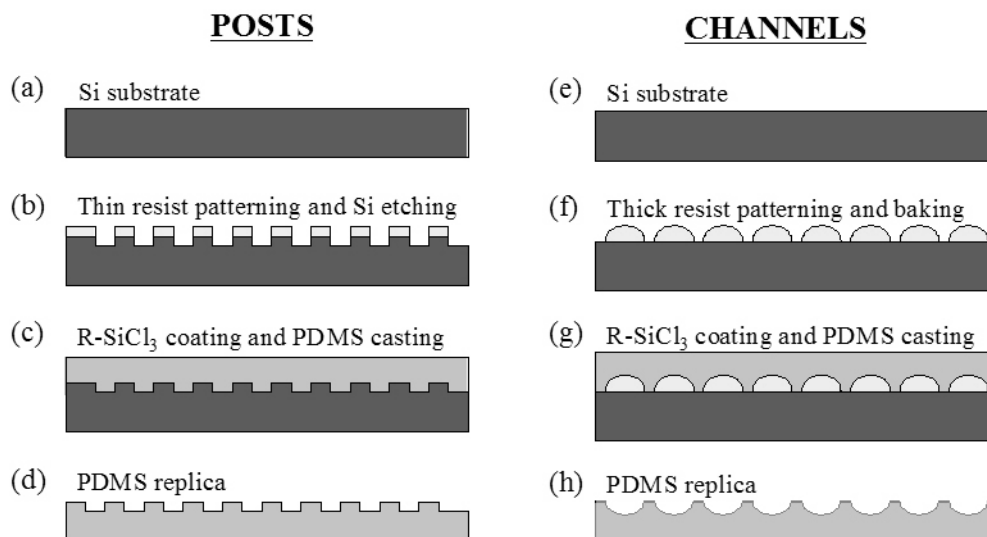 POSTS
(a) Si substrate
(b) Thin resist patterning and Si etching
(c) R-SiCl₃ coating and PDMS casting
(d) PDMS replica
CHANNELS
(e) Si substrate
(f) Thick resist patterning and baking
(g) R-SiCl₃ coating and PDMS casting
(h) PDMS replica